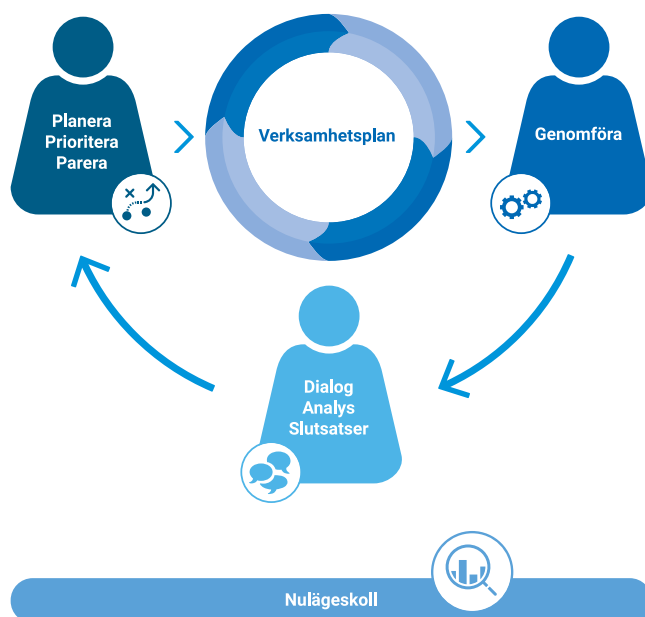 Planera
Prioritera
Parera
Verksamhetsplan
Genomföra
Dialog
Analys
Slutsatser
Nulägeskoll